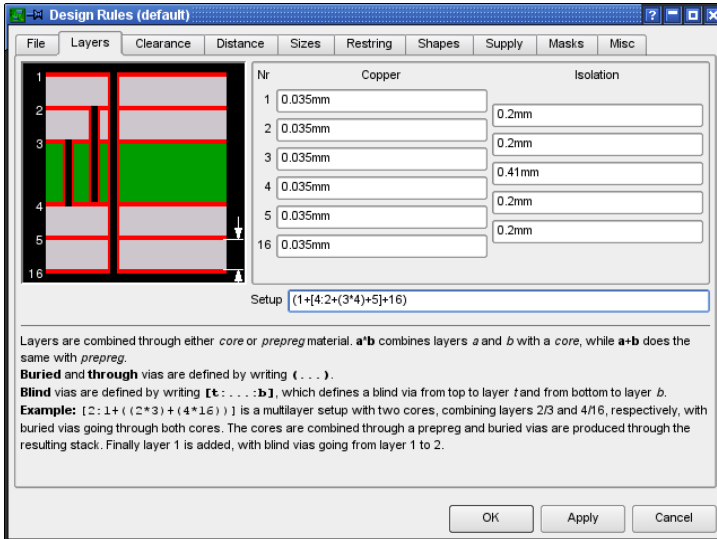 Design Rules (default)
File Layers Clearance Distance Sizes Restring Shapes Supply Masks Misc
Nr Copper Isolation
1
2
3
4
5
16
1 0.035mm
0.2mm
2 0.035mm
0.2mm
3 0.035mm
0.41mm
4 0.035mm
0.2mm
5 0.035mm
0.2mm
16 0.035mm
Setup (1+[4:2+(3*4)+5]+16)
Layers are combined through either core or prepreg material. a*b combines layers a and b with a core, while a+b does the
same with prepreg.
Buried and through vias are defined by writing (...).
Blind vias are defined by writing [t:...:b], which defines a blind via from top to layer t and from bottom to layer b.
Example: [2:1+((2*3)+(4*16))] is a multilayer setup with two cores, combining layers 2/3 and 4/16, respectively, with
buried vias going through both cores. The cores are combined through a prepreg and buried vias are produced through the
resulting stack. Finally layer 1 is added, with blind vias going from layer 1 to 2.
OK Apply Cancel